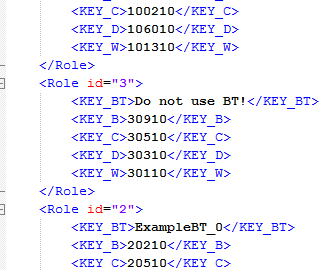 <KEY_C>100210</KEY_C>
<KEY_D>106010</KEY_D>
<KEY_W>101310</KEY_W>
</Role>
<Role id="3">
<KEY_BT>Do not use BT!</KEY_BT>
<KEY_B>30910</KEY_B>
<KEY_C>30510</KEY_C>
<KEY_D>30310</KEY_D>
<KEY_W>30110</KEY_W>
</Role>
<Role id="2">
<KEY_BT>ExampleBT_0</KEY_BT>
<KEY_B>20210</KEY_B>
<KEY_C>20510</KEY_C>